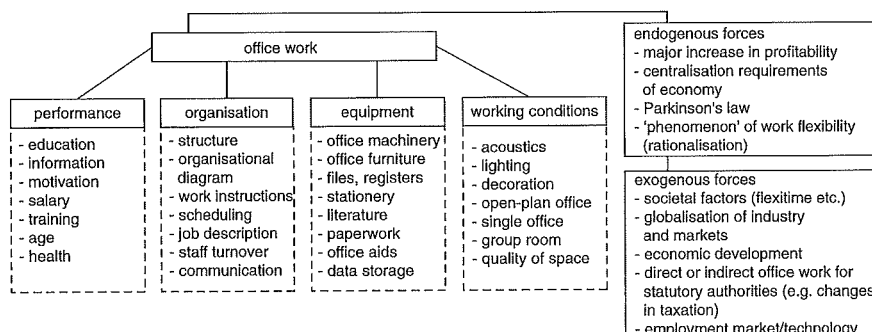 office work
performance
- education
- information
- motivation
- salary
- training
- age
- health
organisation
- structure
- organisational
diagram
- work instructions
- scheduling
- job description
- staff turnover
- communication
equipment
- office machinery
- office furniture
- files, registers
- stationery
- literature
- paperwork
- office aids
- data storage
working conditions
- acoustics
- lighting
- decoration
- open-plan office
- single office
- group room
- quality of space
endogenous forces
- major increase in profitability
- centralisation requirements
of economy
- Parkinson's law
- 'phenomenon' of work flexibility
(rationalisation)
exogenous forces
- societal factors (flexitime etc.)
- globalisation of industry
and markets
- economic development
- direct or indirect office work for
statutory authorities (e.g. changes
in taxation)
- employment market/technology